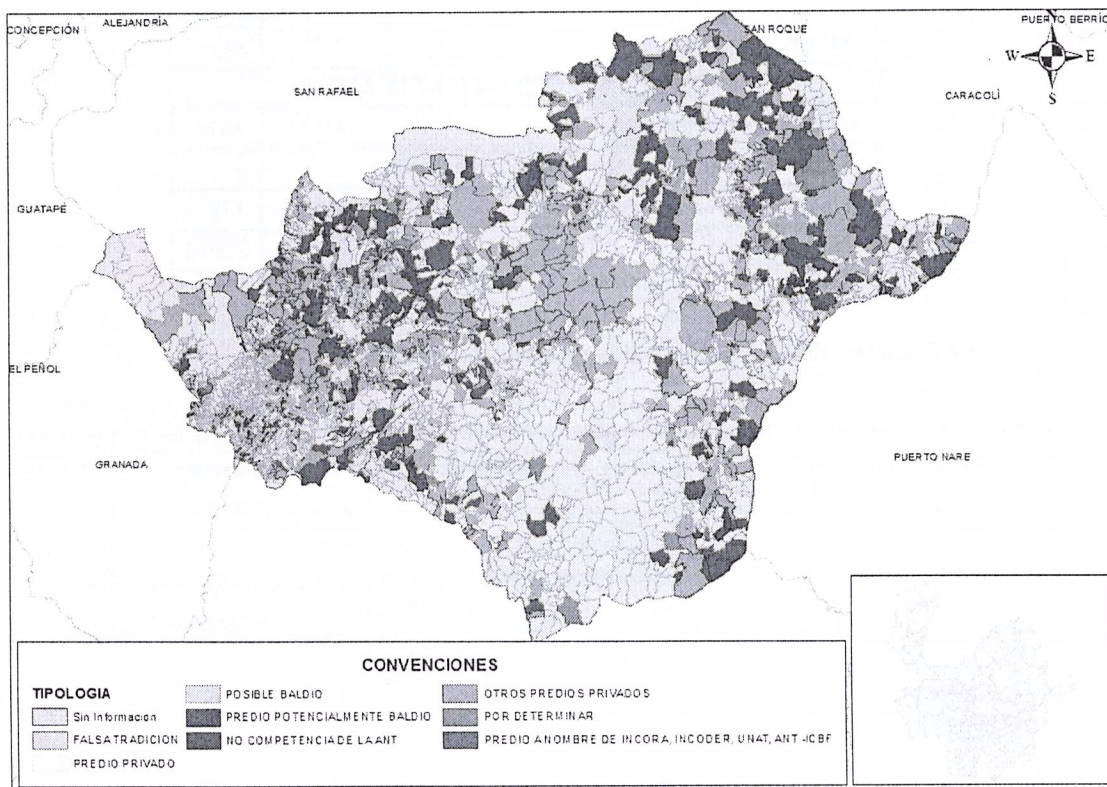 CONCEPCIÓN
ALEJANDRÍA
SAN ROQUE
PUERTO BERRÍO
N
W
E
S
SAN RAFAEL
CARACOLÍ
GUATAPÉ
EL PEÑOL
GRANADA
PUERTO NARE
CONVENCIONES
TIPOLOGIA
Sin Información
FALSA TRADICION
PREDIO PRIVADO
POSIBLE BALDIO
PREDIO POTENCIALMENTE BALDIO
NO COMPETENCIA DE LA ANT
OTROS PREDIOS PRIVADOS
POR DETERMINAR
PREDIO A NOMBRE DE INCORA, INCODER, UNAT, ANT -ICBF